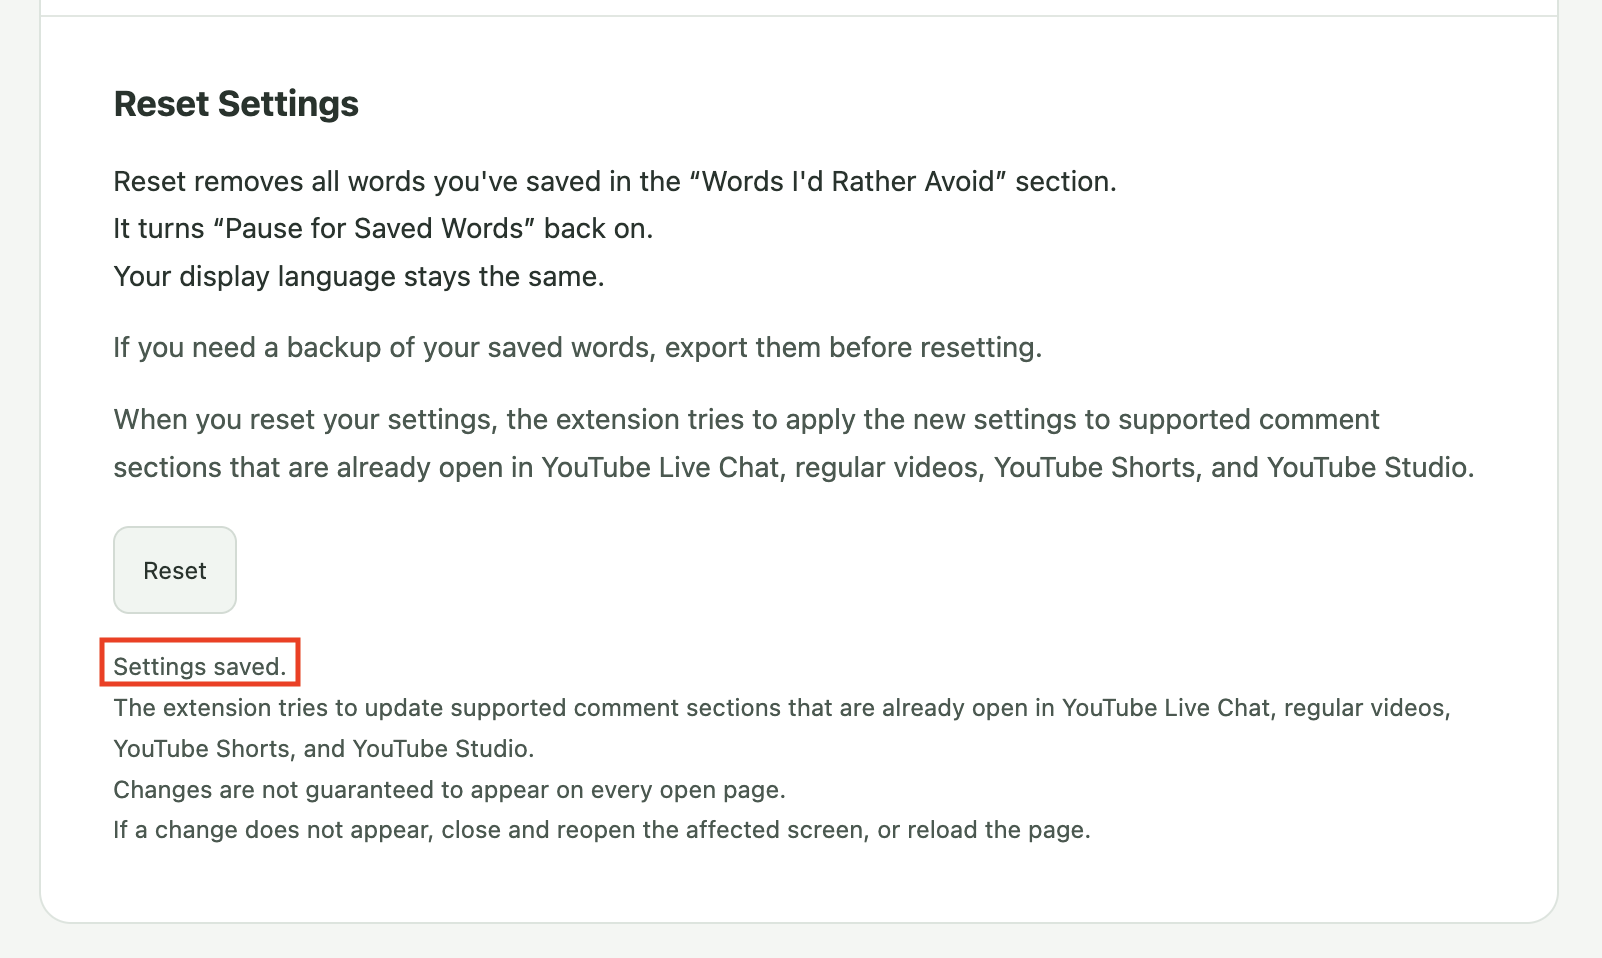 Reset Settings
Reset removes all words you've saved in the “Words I'd Rather Avoid” section.
It turns “Pause for Saved Words” back on.
Your display language stays the same.
If you need a backup of your saved words, export them before resetting.
When you reset your settings, the extension tries to apply the new settings to supported comment
sections that are already open in YouTube Live Chat, regular videos, YouTube Shorts, and YouTube Studio.
Reset
Settings saved.
The extension tries to update supported comment sections that are already open in YouTube Live Chat, regular videos,
YouTube Shorts, and YouTube Studio.
Changes are not guaranteed to appear on every open page.
If a change does not appear, close and reopen the affected screen, or reload the page.